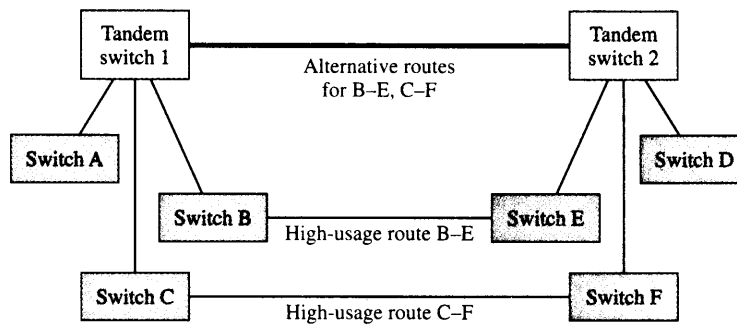 Tandem
switch 1
Tandem
switch 2
Alternative routes
for B–E, C–F
Switch A
Switch D
Switch B
Switch E
High-usage route B–E
Switch C
Switch F
High-usage route C–F